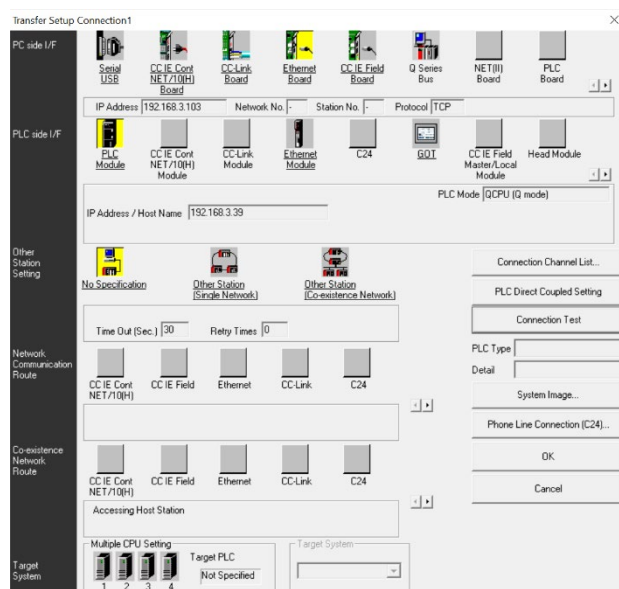 Transfer Setup Connection1
PC side I/F
Serial USB
CC IE Cont NET/10(H) Board
CC-Link Board
Ethernet Board
CC IE Field Board
Q Series Bus
NET(II) Board
PLC Board
IP Address 192.168.3.103 Network No. - Station No. - Protocol TCP
PLC side I/F
PLC Module
CC IE Cont NET/10(H) Module
CC-Link Module
Ethernet Module
C24
GOT
CC IE Field Master/Local Module
Head Module
PLC Mode QCPU (Q mode)
IP Address / Host Name 192.168.3.39
Other Station Setting
No Specification
Other Station (Single Network)
Other Station (Co-existence Network)
Time Out (Sec.) 30 Retry Times 0
Connection Channel List...
PLC Direct Coupled Setting
Connection Test
PLC Type
Detail
System Image...
Phone Line Connection (C24)...
OK
Cancel
Network Communication Route
CC IE Cont NET/10(H)
CC IE Field
Ethernet
CC-Link
C24
Co-existence Network Route
CC IE Cont NET/10(H)
CC IE Field
Ethernet
CC-Link
C24
Accessing Host Station
Target System
Multiple CPU Setting
1 2 3 4
Target PLC
Not Specified
Target System